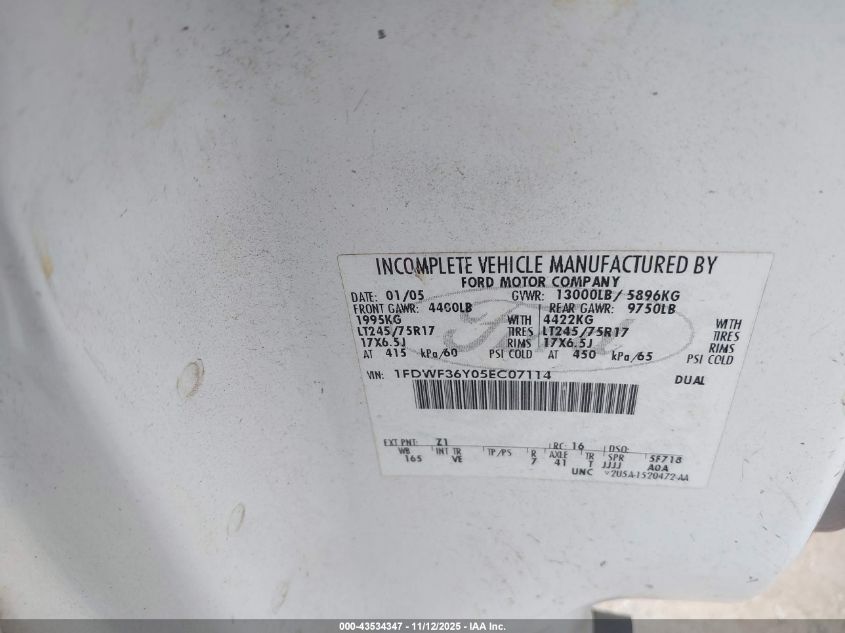 INCOMPLETE VEHICLE MANUFACTURED BY
FORD MOTOR COMPANY
DATE: 01/05 GVWR: 13000LB / 5896KG
FRONT GAWR: 4400LB REAR GAWR: 9750LB
1995KG WITH 4422KG WITH
LT245/75R17 TIRES LT245/75R17 TIRES
17X6.5J RIMS 17X6.5J RIMS
AT 415 kPa/60 PSI COLD AT 450 kPa/65 PSI COLD
VIN: 1FDWF36Y05EC07114 DUAL
EXT PNT: Z1 RC: 16 DSO:
WB INT TR TP/PS R AXLE TR SPR 5F718
165 VE 7 41 T JJJJ A0A
UNC V2U5A-1520472-AA
000-43534347 - 11/12/2025 - IAA Inc.